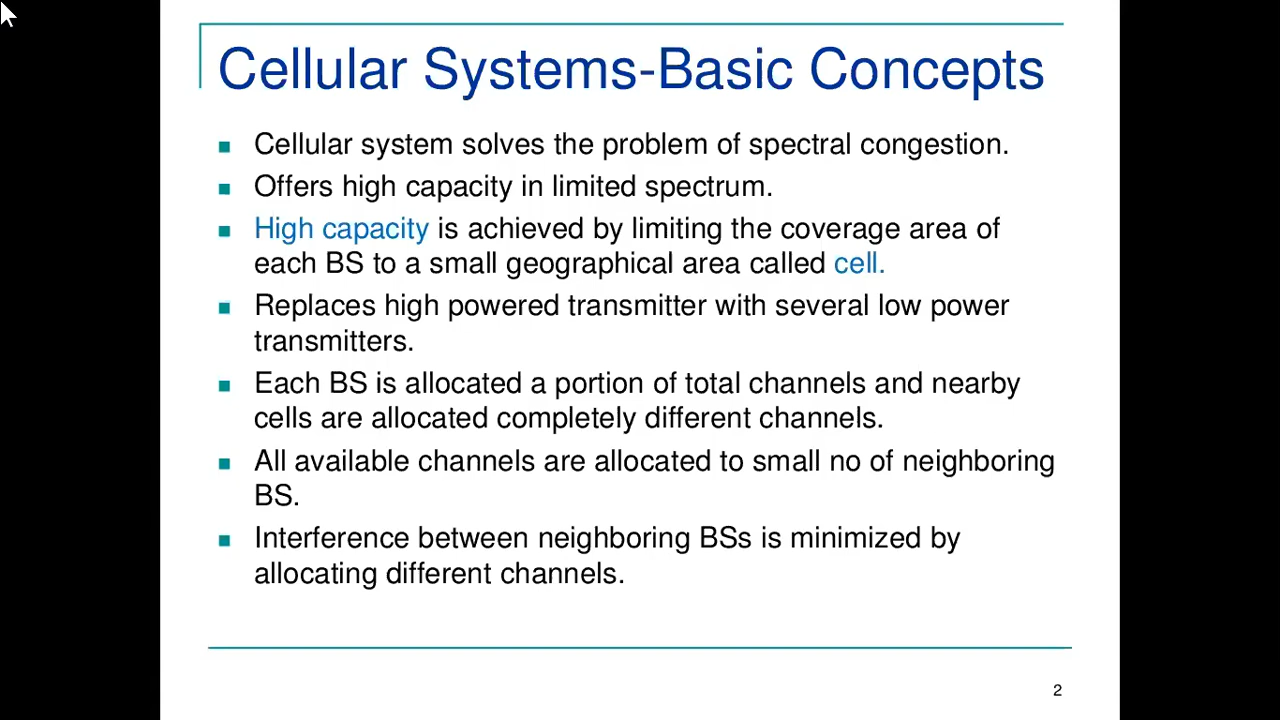 Cellular Systems-Basic Concepts
Cellular system solves the problem of spectral congestion.
Offers high capacity in limited spectrum.
High capacity is achieved by limiting the coverage area of
each BS to a small geographical area called cell.
Replaces high powered transmitter with several low power
transmitters.
Each BS is allocated a portion of total channels and nearby
cells are allocated completely different channels.
All available channels are allocated to small no of neighboring
BS.
Interference between neighboring BSs is minimized by
allocating different channels.
2